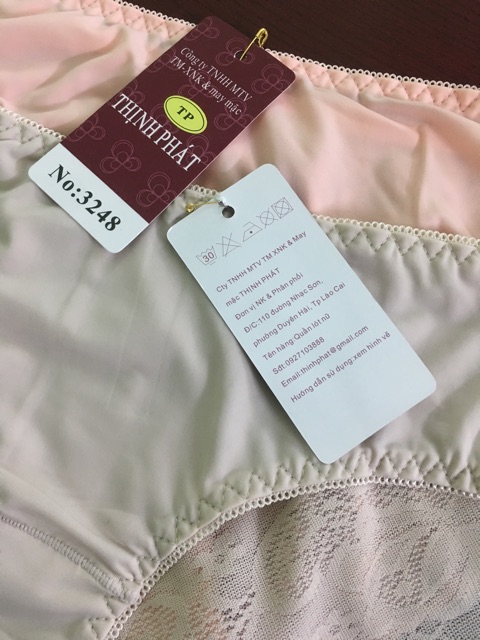 Công ty TNHH MTV
TM-XNK & may mặc
TP
THỊNH PHÁT
No:3248
30
Cty TNHH MTV TM XNK & May
mặc THỊNH PHÁT
Đơn vị NK & Phân phối
Đ/C:110 đường Nhạc Sơn,
phường Duyên Hải, Tp Lào Cai
Tên hàng:Quần lót nữ
Sđt:0927103888
Email:thinhphat@gmail.com
Hướng dẫn sử dụng:xem hình vẽ